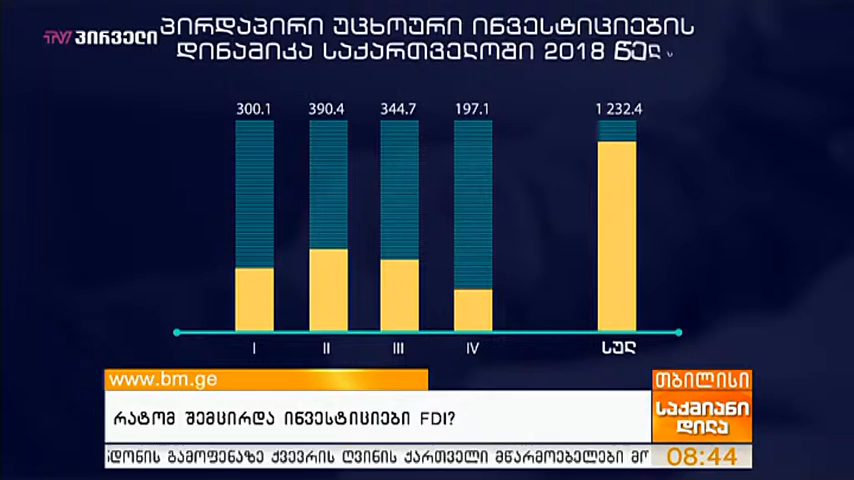 TV პირველი
პირდაპირი უცხოური ინვესტიციების
დინამიკა საქართველოში 2018 წელს
300.1 390.4 344.7 197.1 1 232.4
I II III IV სულ
www.bm.ge
თბილისი
რატომ შემცირდა ინვესტიციები FDI?
საქმიანი
დილა
გამოფენაზე ქვევრის ღვინის ქართველი მწარმოებლები
08:44